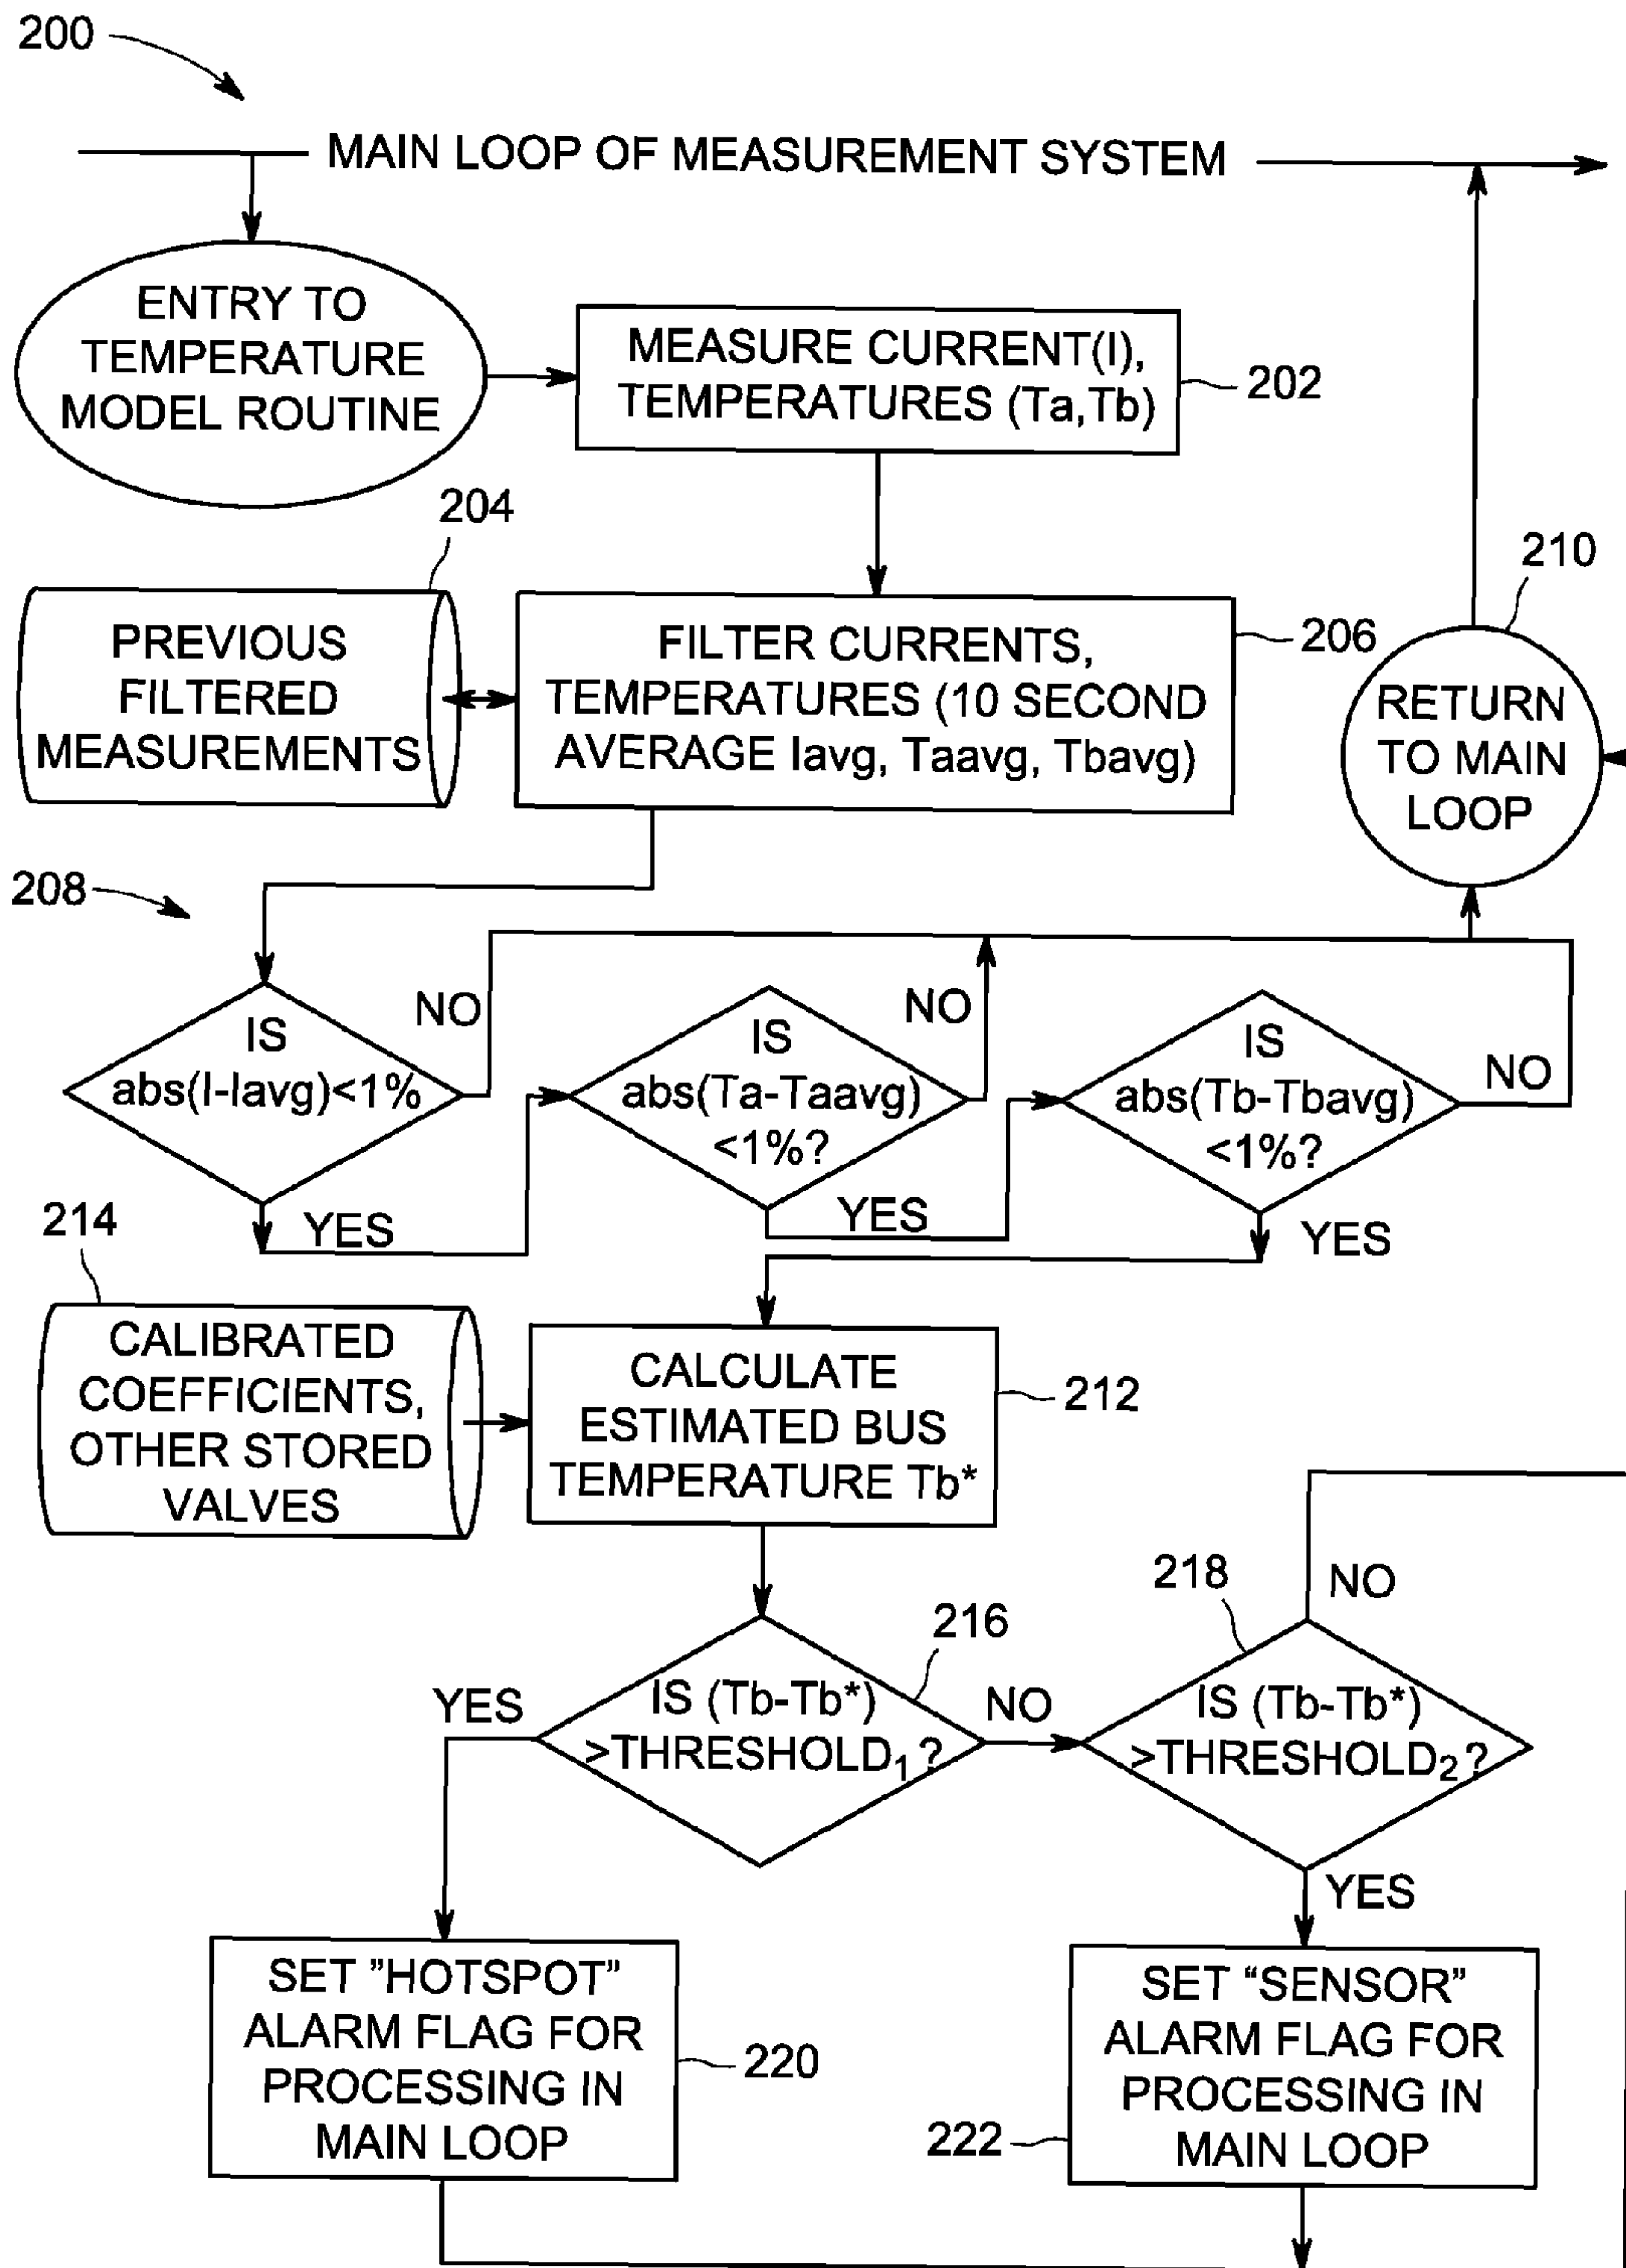 200
MAIN LOOP OF MEASUREMENT SYSTEM
ENTRY TO
TEMPERATURE
MODEL ROUTINE
MEASURE CURRENT(I),
TEMPERATURES (Ta,Tb)
202
204
PREVIOUS
FILTERED
MEASUREMENTS
FILTER CURRENTS,
TEMPERATURES (10 SECOND
AVERAGE Iavg, Taavg, Tbavg)
206
210
RETURN
TO MAIN
LOOP
208
IS
abs(I-Iavg)<1%
NO
YES
IS
abs(Ta-Taavg)
<1%?
NO
YES
IS
abs(Tb-Tbavg)
<1%?
NO
YES
214
CALIBRATED
COEFFICIENTS,
OTHER STORED
VALVES
CALCULATE
ESTIMATED BUS
TEMPERATURE Tb*
212
216
IS (Tb-Tb*)
>THRESHOLD₁?
YES
NO
218
IS (Tb-Tb*)
>THRESHOLD₂?
NO
YES
SET ”HOTSPOT”
ALARM FLAG FOR
PROCESSING IN
MAIN LOOP
220
SET “SENSOR”
ALARM FLAG FOR
PROCESSING IN
MAIN LOOP
222